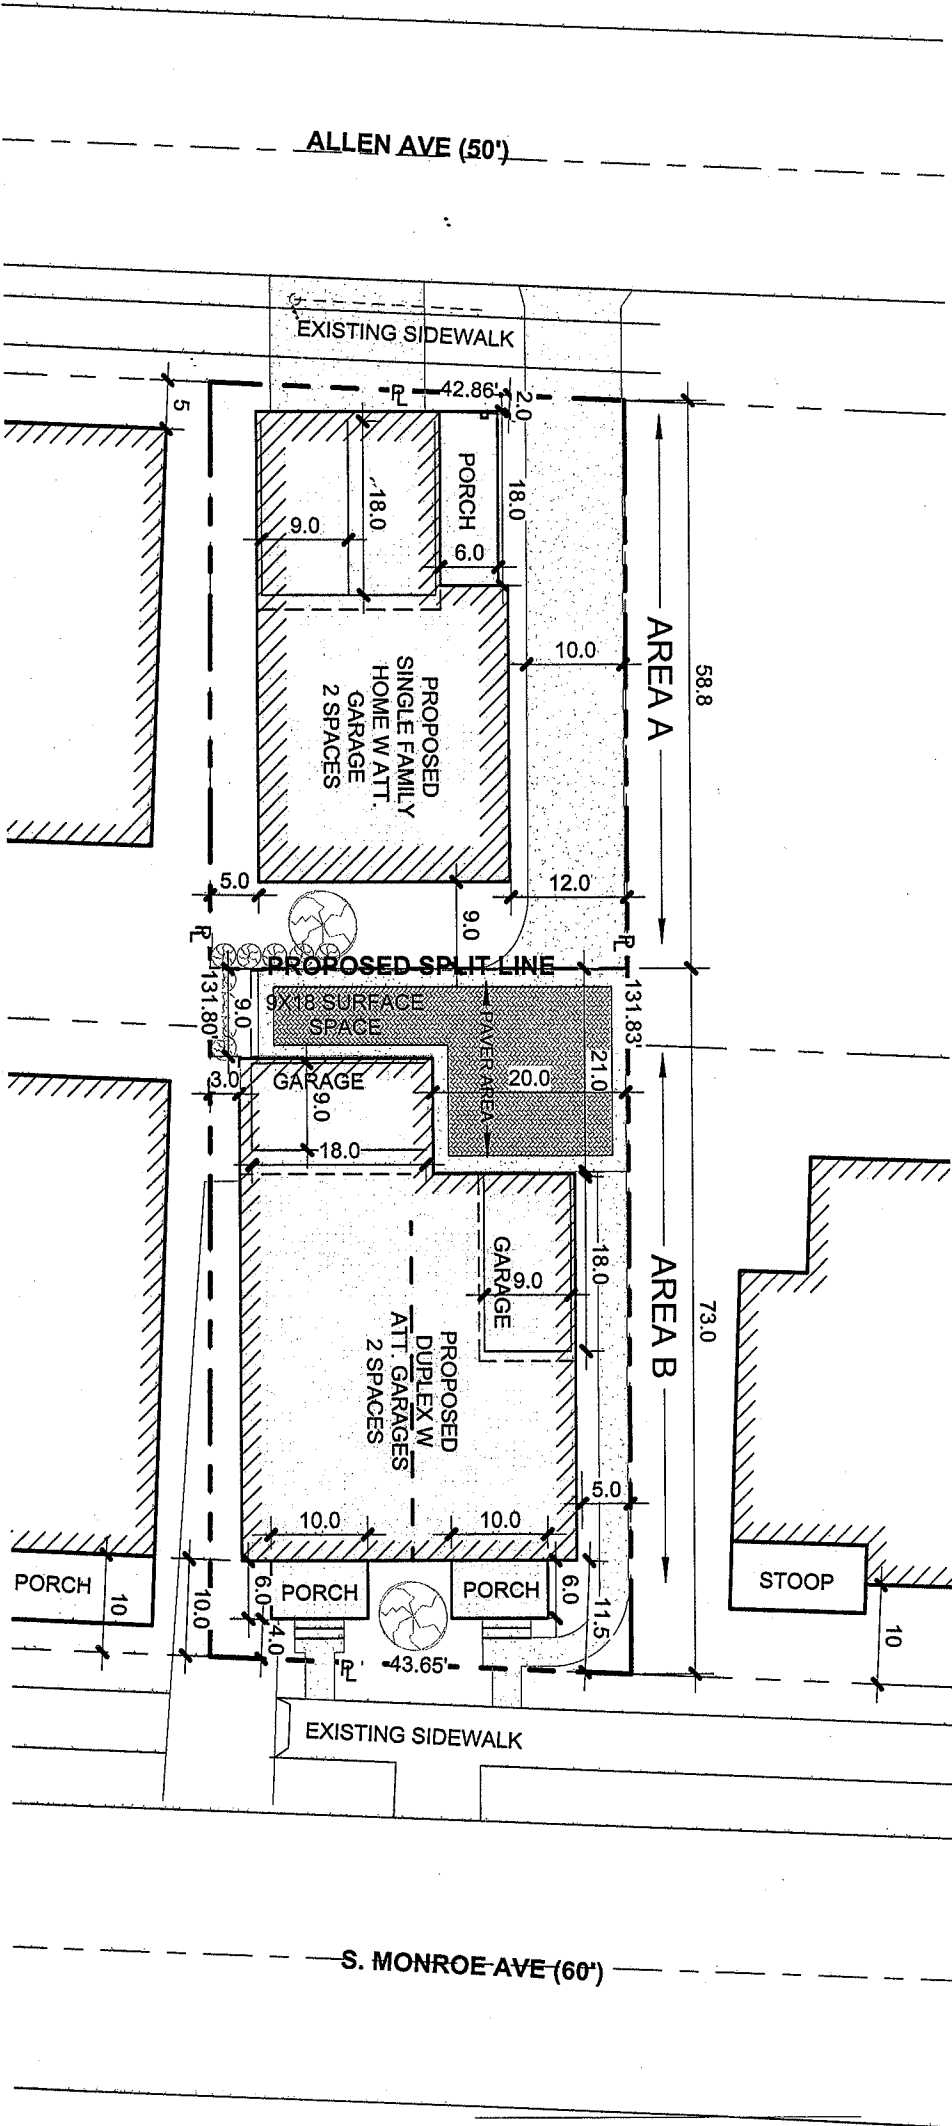 ALLEN AVE (50')
EXISTING SIDEWALK
PL
42.86'
2.0
5
PORCH
18.0
18.0
9.0
6.0
AREA A
58.8
10.0
PROPOSED
SINGLE FAMILY
HOME W ATT.
GARAGE
2 SPACES
5.0
12.0
9.0
PL
PL
PROPOSED SPLIT LINE
131.80'
131.83'
9.0
9X18 SURFACE
SPACE
PAVER AREA
21.0
20.0
3.0
GARAGE
9.0
18.0
GARAGE
9.0
18.0
AREA B
73.0
PROPOSED
DUPLEX W
ATT. GARAGES
2 SPACES
5.0
10.0
10.0
PORCH
10
10.0
6.0
PORCH
PORCH
6.0
11.5
STOOP
10
4.0
PL
43.65'
EXISTING SIDEWALK
S. MONROE AVE (60')